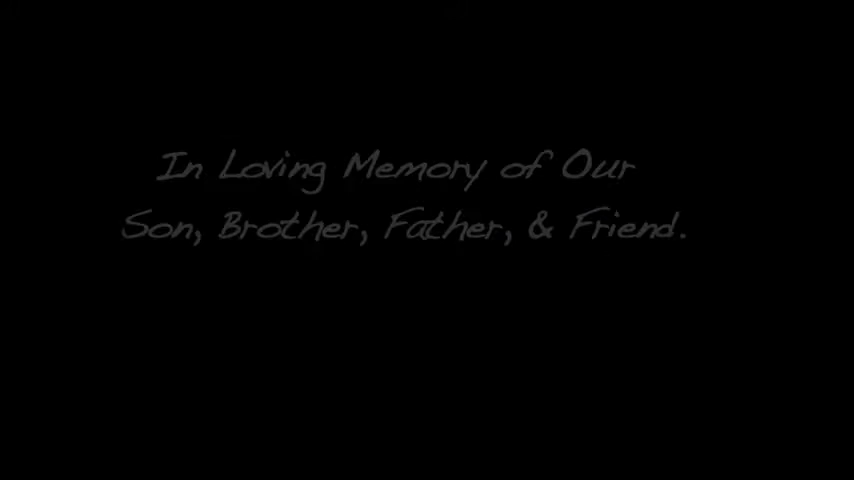 In Loving Memory of Our
Son, Brother, Father, & Friend.